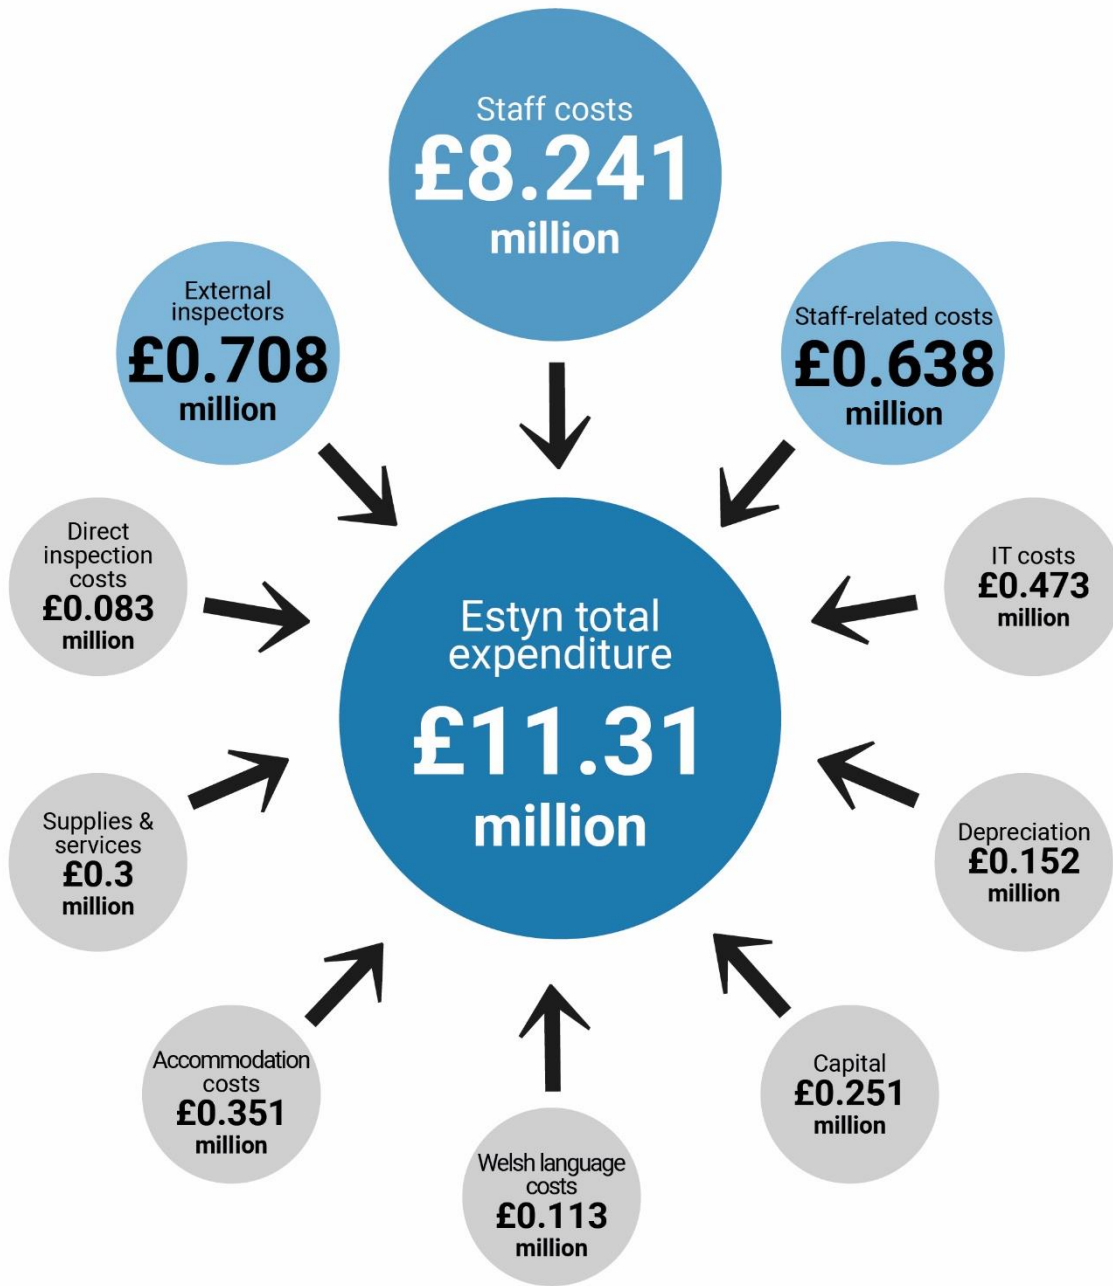 Staff costs
£8.241
million
External
inspectors
£0.708
million
Staff-related costs
£0.638
million
Direct
inspection
costs
£0.083
million
IT costs
£0.473
million
Estyn total
expenditure
£11.31
million
Supplies &
services
£0.3
million
Depreciation
£0.152
million
Accommodation
costs
£0.351
million
Capital
£0.251
million
Welsh language
costs
£0.113
million